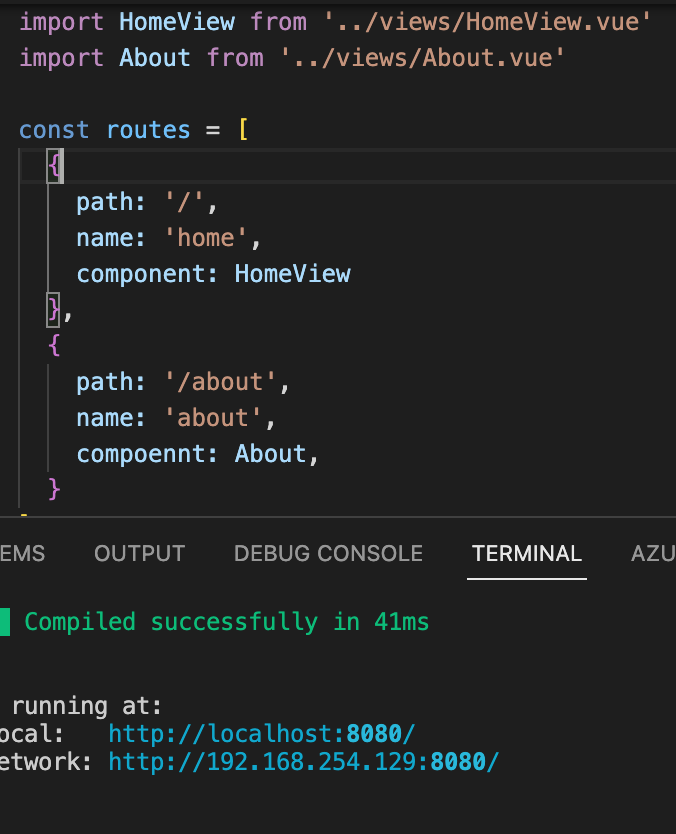 import HomeView from '../views/HomeView.vue'
import About from '../views/About.vue'
const routes = [
{
path: '/',
name: 'home',
component: HomeView
},
{
path: '/about',
name: 'about',
compoennt: About,
}
EMS OUTPUT DEBUG CONSOLE TERMINAL AZU
Compiled successfully in 41ms
running at:
ocal: http://localhost:8080/
etwork: http://192.168.254.129:8080/